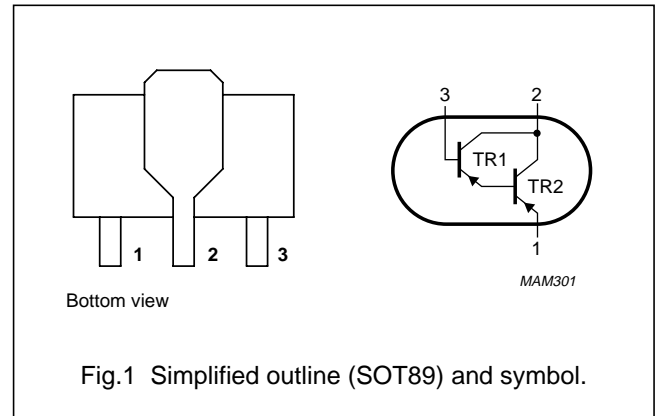 3 2
TR1
TR2
1
1 2 3
MAM301
Bottom view
Fig.1 Simplified outline (SOT89) and symbol.